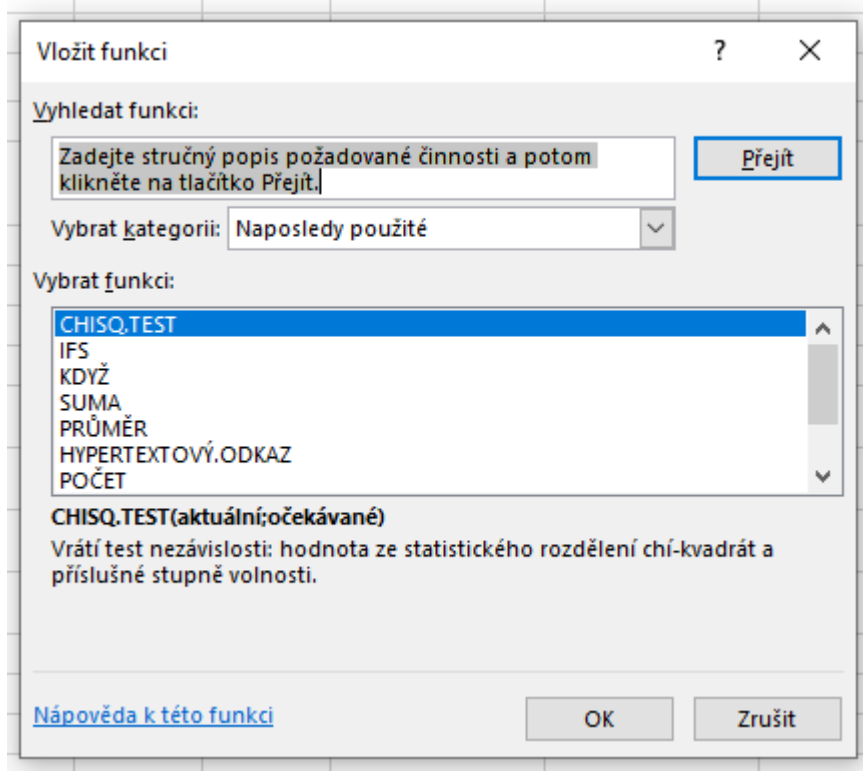 Vložit funkci
?
Vyhledat funkci:
Zadejte stručný popis požadované činnosti a potom
klikněte na tlačítko Přejít.
Přejít
Vybrat kategorii: Naposledy použité
Vybrat funkci:
CHISQ.TEST
IFS
KDYŽ
SUMA
PRŮMĚR
HYPERTEXTOVÝ.ODKAZ
POČET
CHISQ.TEST(aktuální;očekávané)
Vrátí test nezávislosti: hodnota ze statistického rozdělení chí-kvadrát a
příslušné stupně volnosti.
Nápověda k této funkci
OK
Zrušit